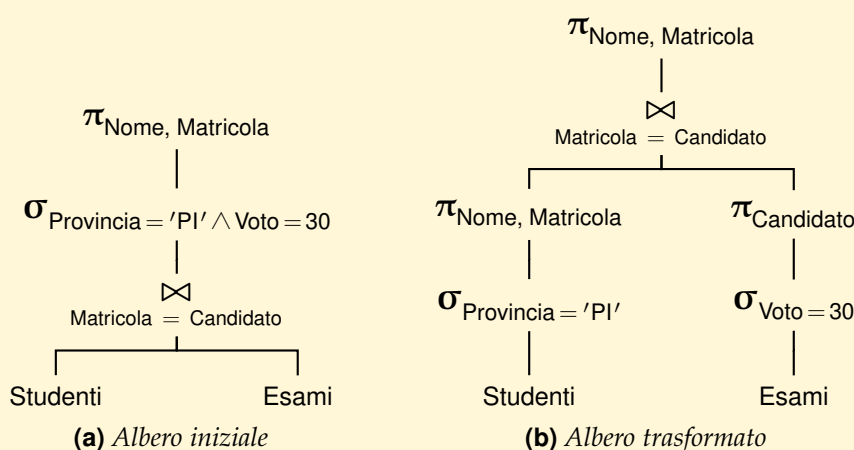 π Nome, Matricola
σ Provincia = 'PI' ∧ Voto = 30
⋈
Matricola = Candidato
Studenti Esami
(a) Albero iniziale
π Nome, Matricola
⋈
Matricola = Candidato
π Nome, Matricola π Candidato
σ Provincia = 'PI' σ Voto = 30
Studenti Esami
(b) Albero trasformato